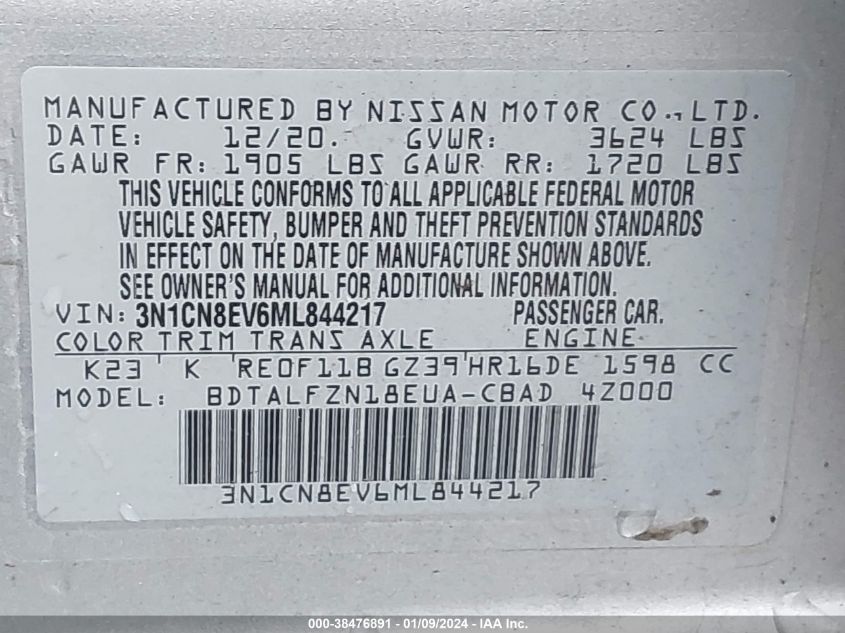 MANUFACTURED BY NISSAN MOTOR CO., LTD.
DATE: 12/20. GVWR: 3624 LBS
GAWR FR: 1905 LBS GAWR RR: 1720 LBS
THIS VEHICLE CONFORMS TO ALL APPLICABLE FEDERAL MOTOR
VEHICLE SAFETY, BUMPER AND THEFT PREVENTION STANDARDS
IN EFFECT ON THE DATE OF MANUFACTURE SHOWN ABOVE.
SEE OWNER'S MANUAL FOR ADDITIONAL INFORMATION.
VIN: 3N1CN8EV6ML844217 PASSENGER CAR.
COLOR TRIM TRANS AXLE ENGINE
K23 K RE0F11B GZ39 HR16DE 1598 CC
MODEL: BDTALFZN18EUA-CBAD 4Z000
3N1CN8EV6ML844217
000-38476891 - 01/09/2024 - IAA Inc.